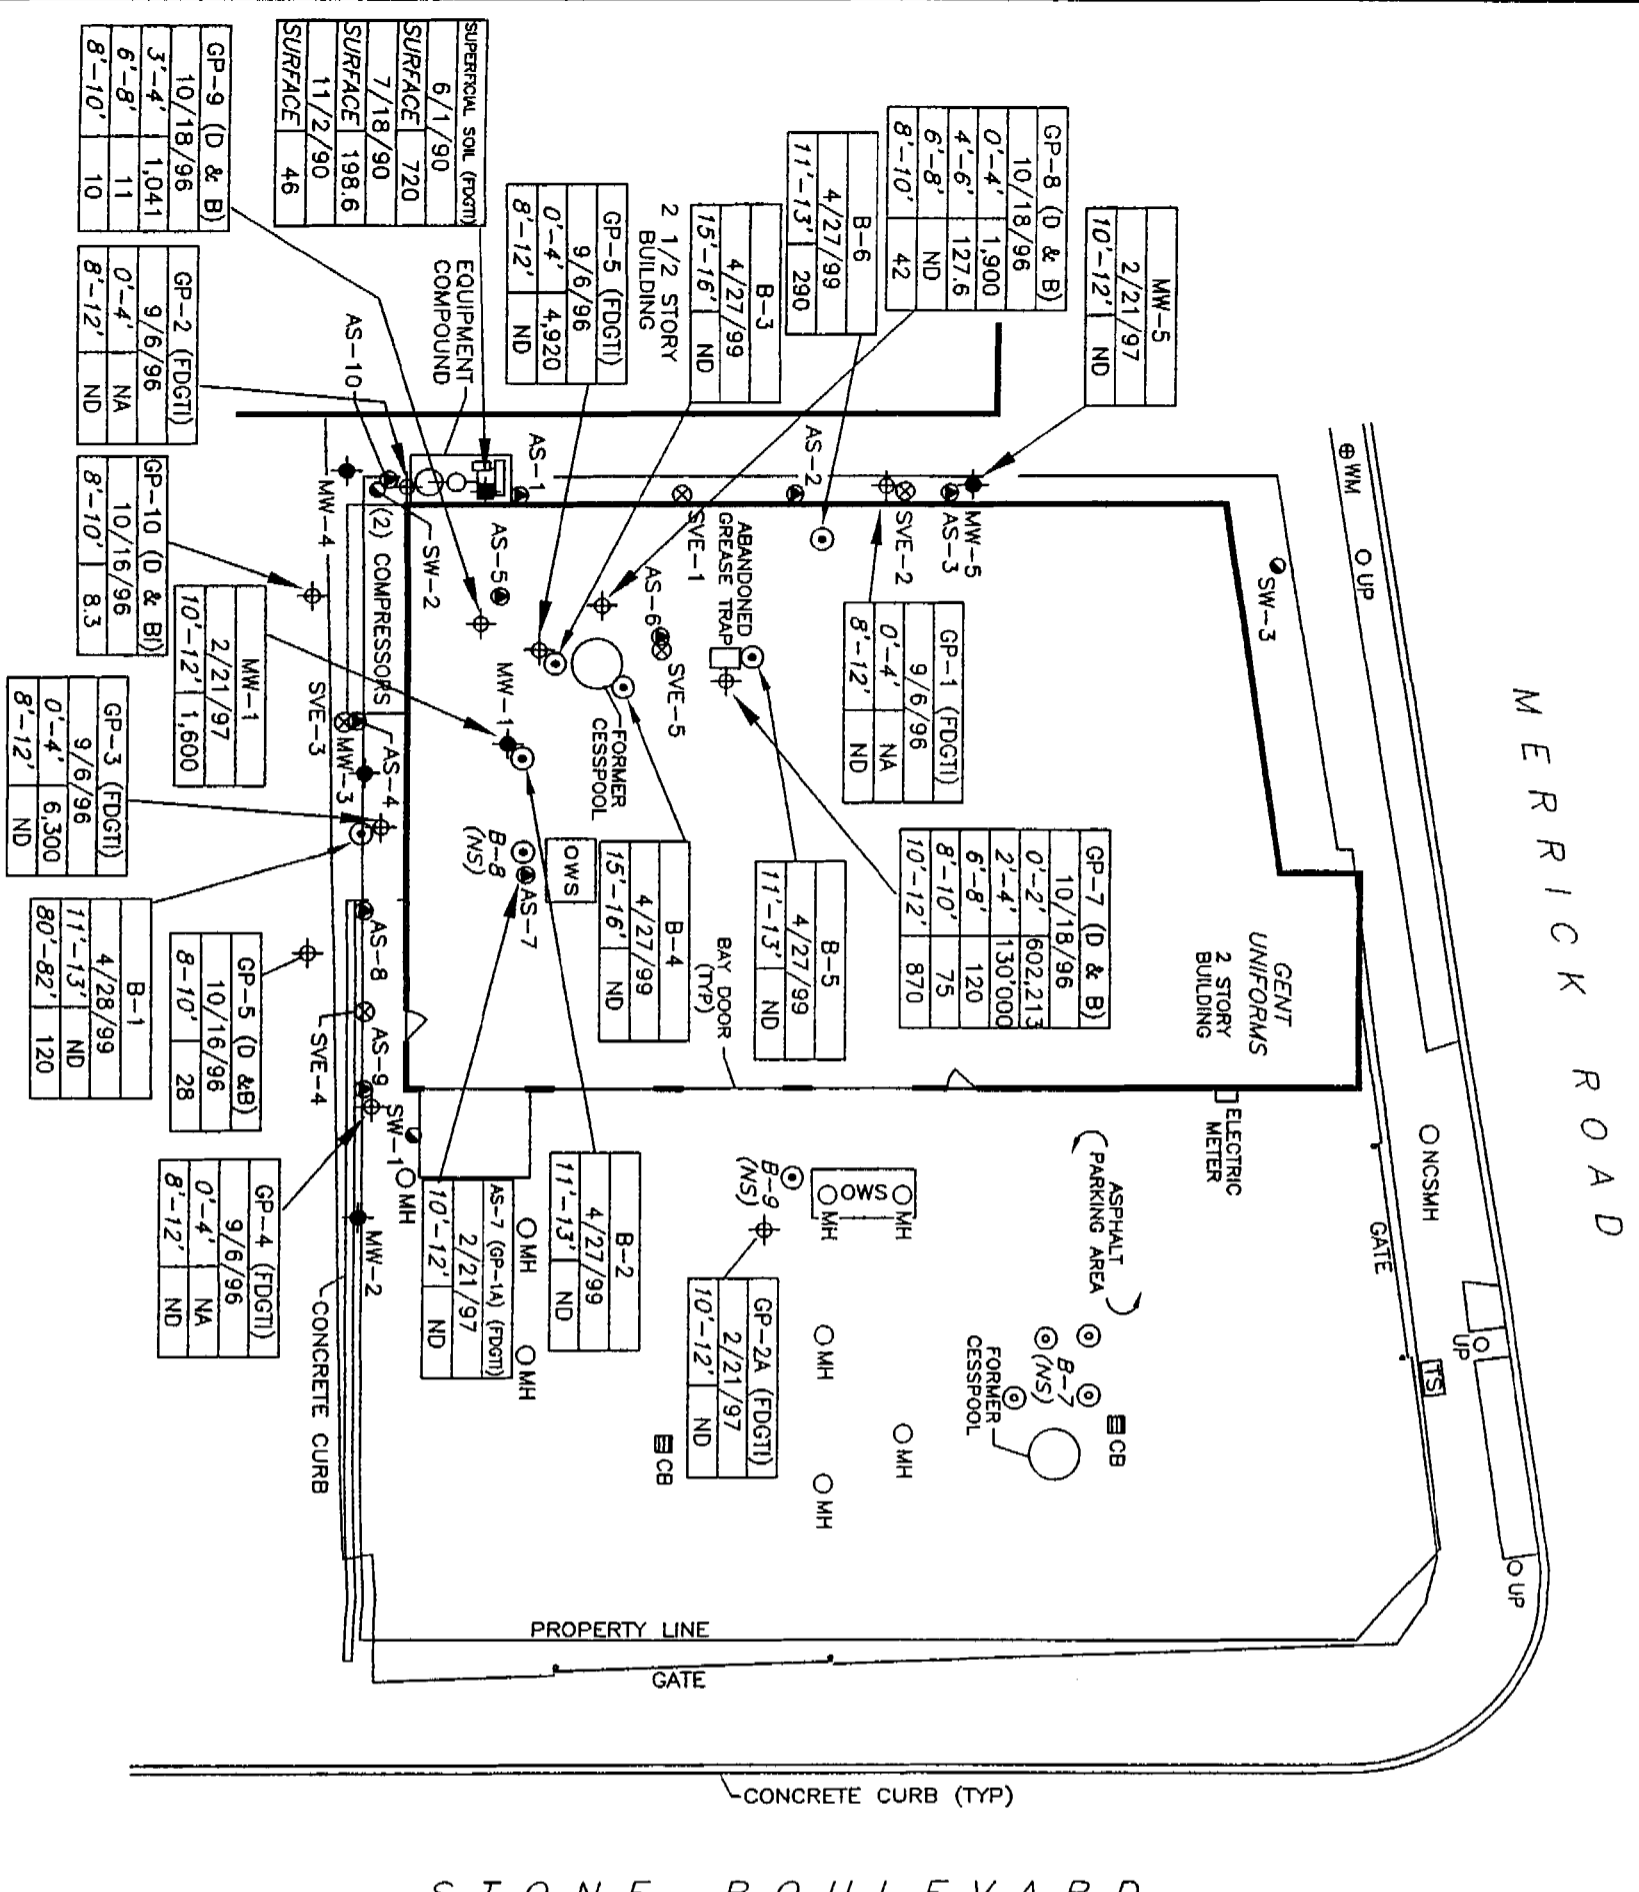 MERRICK ROAD
MW-5
2/21/97
10'-12' ND
GP-8 (D & B)
10/18/96
0'-4' 1,900
4'-6' 127.6
6'-8' ND
8'-10' 42
B-6
4/27/99
11'-13' 290
B-3
4/27/99
15'-16' ND
2 1/2 STORY
BUILDING
GP-5 (FDGTI)
9/6/96
0'-4' 4,920
8'-12' ND
SUPERFICIAL SOIL (FDGTI)
6/1/90
SURFACE 720
7/18/90
SURFACE 198.6
11/2/90
SURFACE 46
GP-9 (D & B)
10/18/96
3'-4' 1,041
6'-8' 11
8'-10' 10
EQUIPMENT
COMPOUND
AS-10
GP-2 (FDGTI)
9/6/96
0'-4' NA
8'-12' ND
WM
UP
SW-3
MW-5
AS-3
SVE-2
AS-2
SVE-1
AS-1
ABANDONED
GREASE TRAP
AS-6
SVE-5
AS-5
SW-2
(2) COMPRESSORS
MW-4
GP-10 (D & B)
10/16/96
8'-10' 8.3
MW-1
2/21/97
10'-12' 1,600
GP-1 (FDGTI)
9/6/96
0'-4' NA
8'-12' ND
FORMER
CESSPOOL
MW-1
SVE-3
MW-3
AS-4
GP-3 (FDGTI)
9/6/96
0'-4' 6,300
8'-12' ND
GP-7 (D & B)
10/18/96
0'-2' 602,213
2'-4' 130'000
6'-8' 120
8'-10' 75
10'-12' 870
B-5
4/27/99
11'-13' ND
B-4
4/27/99
15'-16' ND
OWS
B-8
(NS)
AS-7
AS-8
B-1
4/28/99
11'-13' ND
80'-82' 120
GP-5 (D &B)
10/16/96
8-10' 28
GENT
UNIFORMS
2 STORY
BUILDING
BAY DOOR
(TYP)
SVE-4
AS-9
SW-1
MH
ELECTRIC
METER
NCSMH
GATE
ASPHALT
PARKING AREA
OWS
MH
MH
B-9
(NS)
B-2
4/27/99
11'-13' ND
AS-7 (GP-1A) (FDGTI)
2/21/97
10'-12' ND
GP-4 (FDGTI)
9/6/96
0'-4' NA
8'-12' ND
MW-2
MH
MH
GP-2A (FDGTI)
2/21/97
10'-12' ND
MH
MH
MH
B-7
(NS)
FORMER
CESSPOOL
CB
CB
TS
UP
UP
CONCRETE CURB
PROPERTY LINE
GATE
CONCRETE CURB (TYP)
STONE BOULEVARD